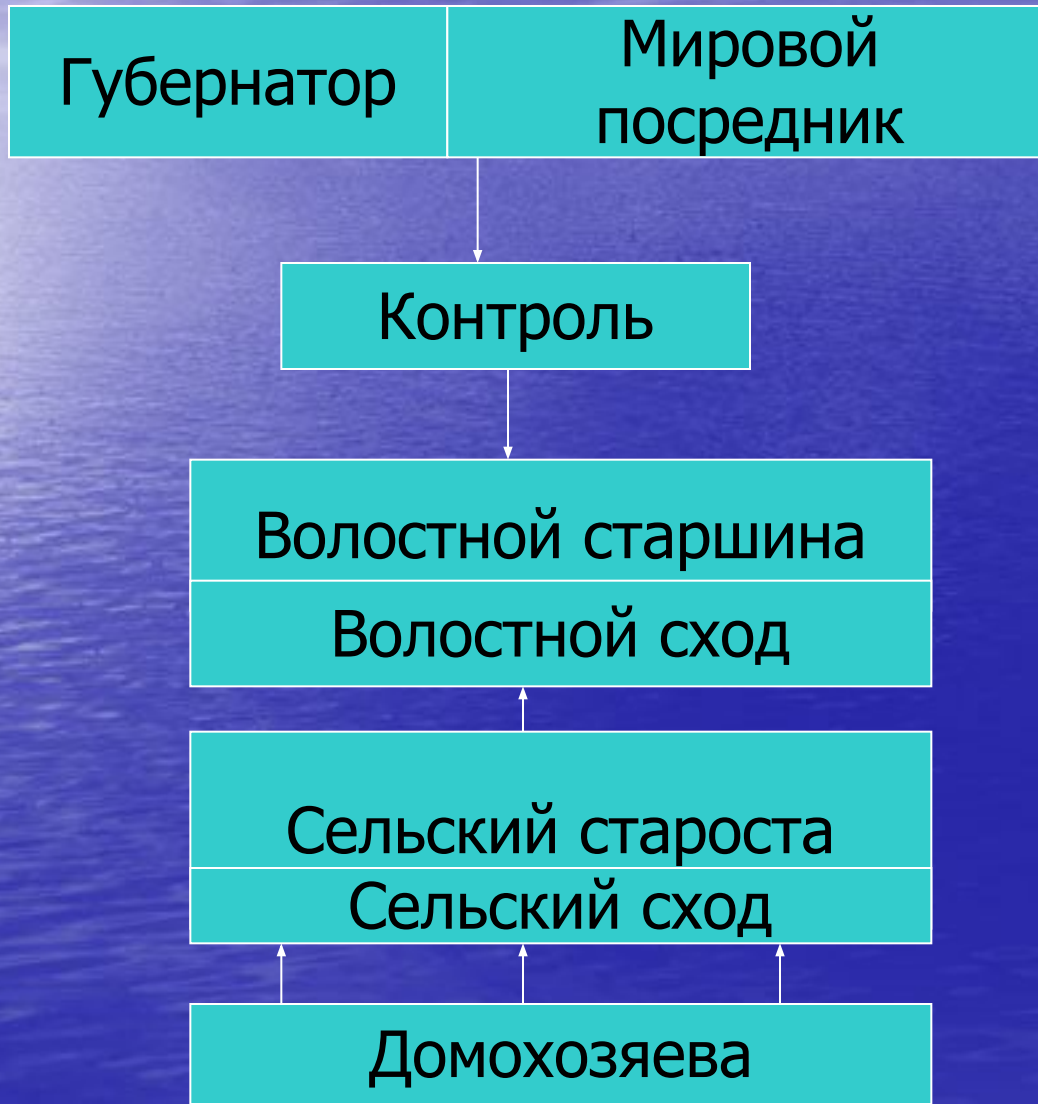 Губернатор
Мировой
посредник
Контроль
Волостной старшина
Волостной сход
Сельский староста
Сельский сход
Домохозяева